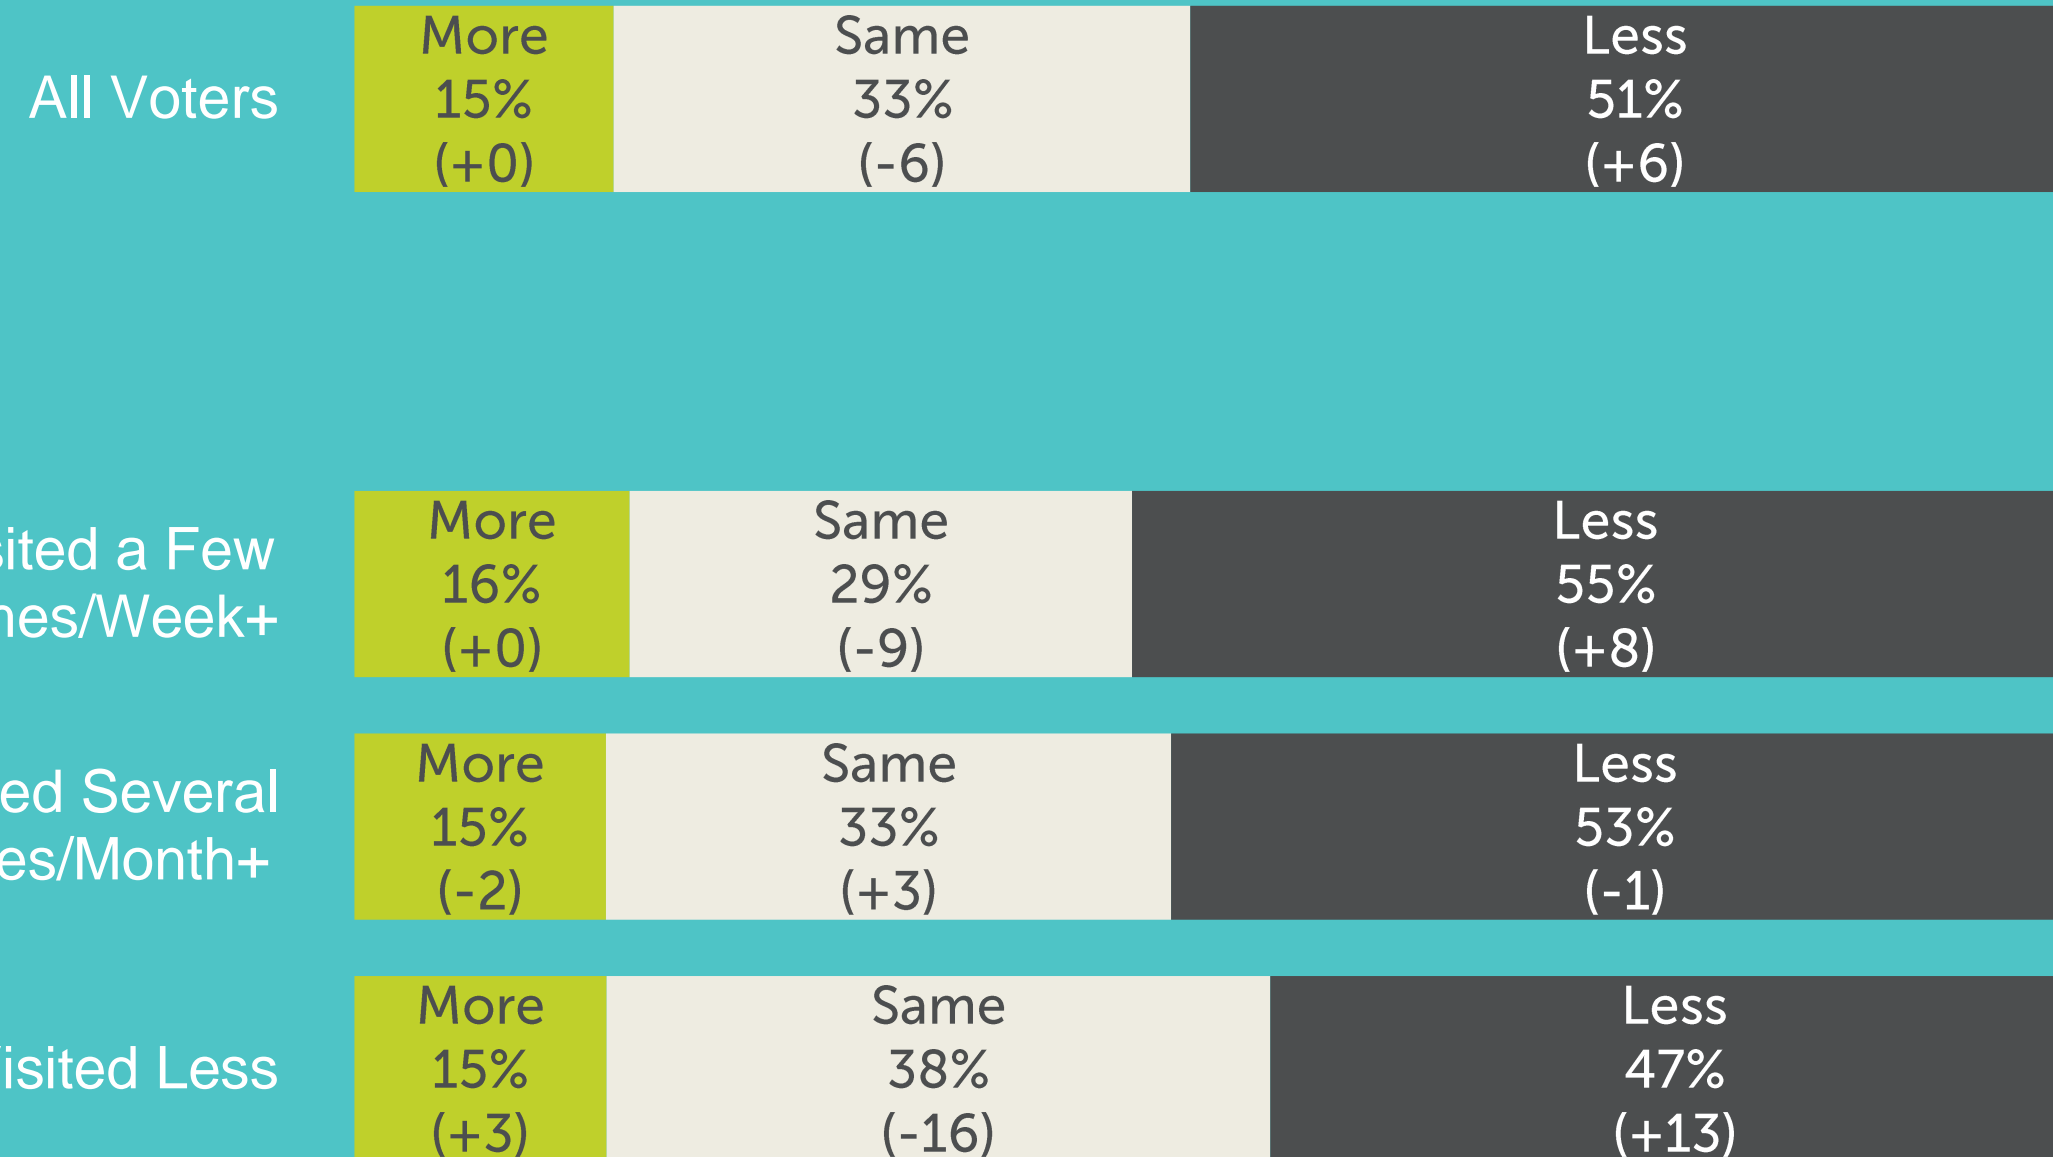 All Voters
More
15%
(+0)
Same
33%
(-6)
Less
51%
(+6)
sited a Few
nes/Week+
More
16%
(+0)
Same
29%
(-9)
Less
55%
(+8)
ed Several
es/Month+
More
15%
(-2)
Same
33%
(+3)
Less
53%
(-1)
isited Less
More
15%
(+3)
Same
38%
(-16)
Less
47%
(+13)